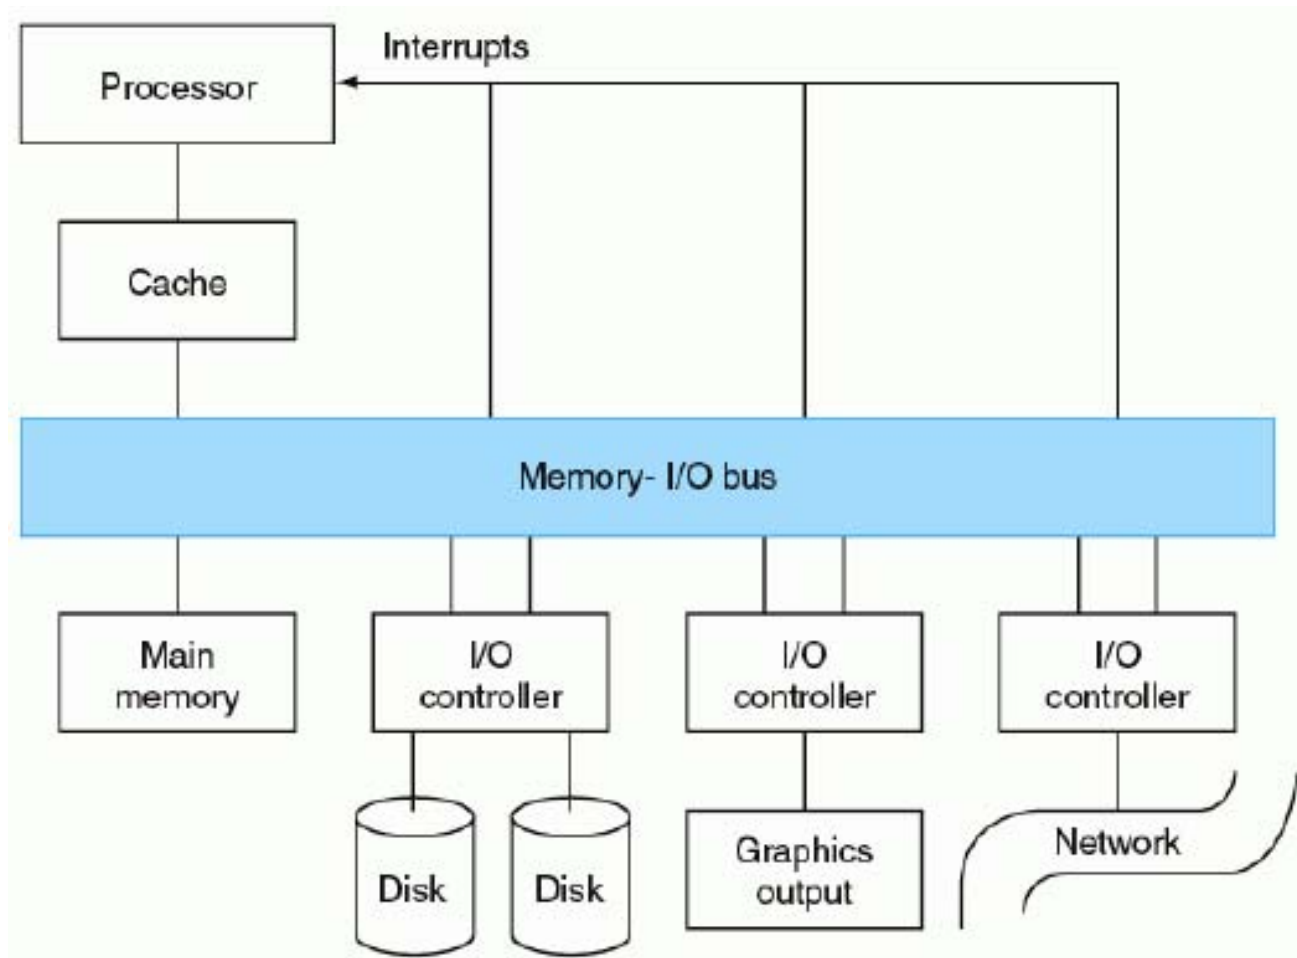 Interrupts
Processor
Cache
Memory- I/O bus
Main
memory
I/O
controller
I/O
controller
I/O
controller
Disk
Disk
Graphics
output
Network